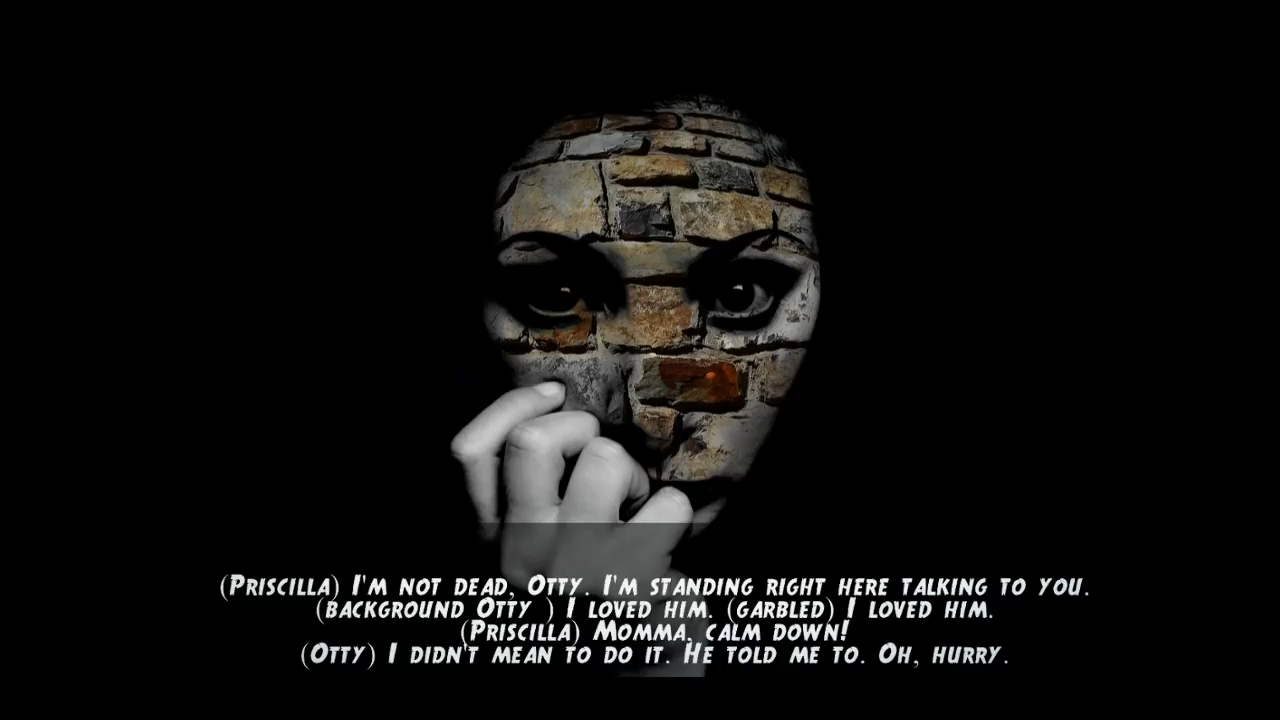 (Priscilla) I'm not dead, Otty. I'm standing right here talking to you.
(background Otty ) I loved him. (garbled) I loved him.
(Priscilla) Momma, calm down!
(Otty) I didn't mean to do it. He told me to. Oh, hurry.